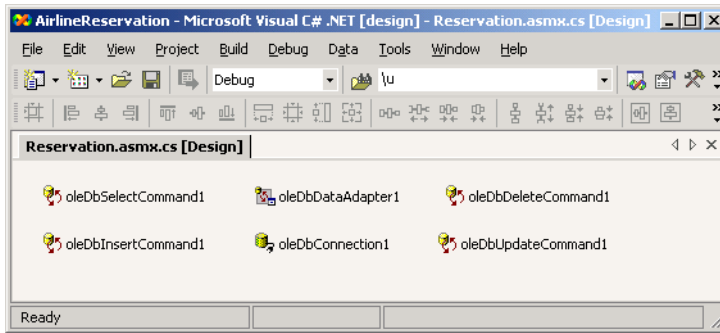 AirlineReservation - Microsoft Visual C# .NET [design] - Reservation.asmx.cs [Design]
File Edit View Project Build Debug Data Tools Window Help
Debug \u
Reservation.asmx.cs [Design]
oleDbSelectCommand1 oleDbDataAdapter1 oleDbDeleteCommand1
oleDbInsertCommand1 oleDbConnection1 oleDbUpdateCommand1
Ready